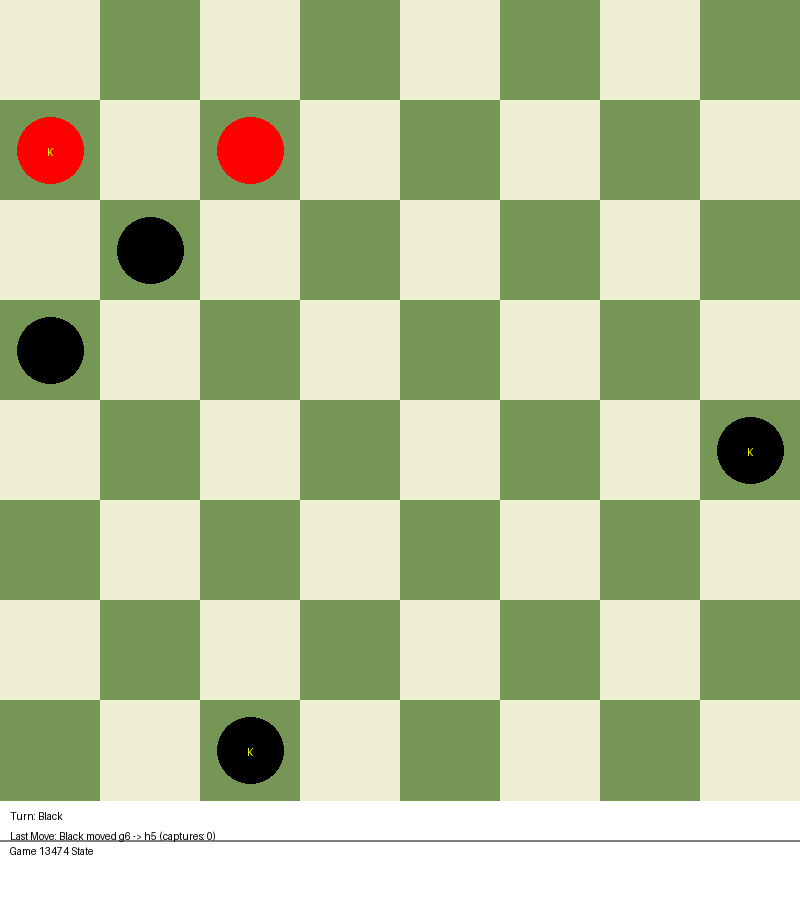 K
K
K
Turn: Black
Last Move: Black moved g6 -> h5 (captures: 0)
Game 13474 State